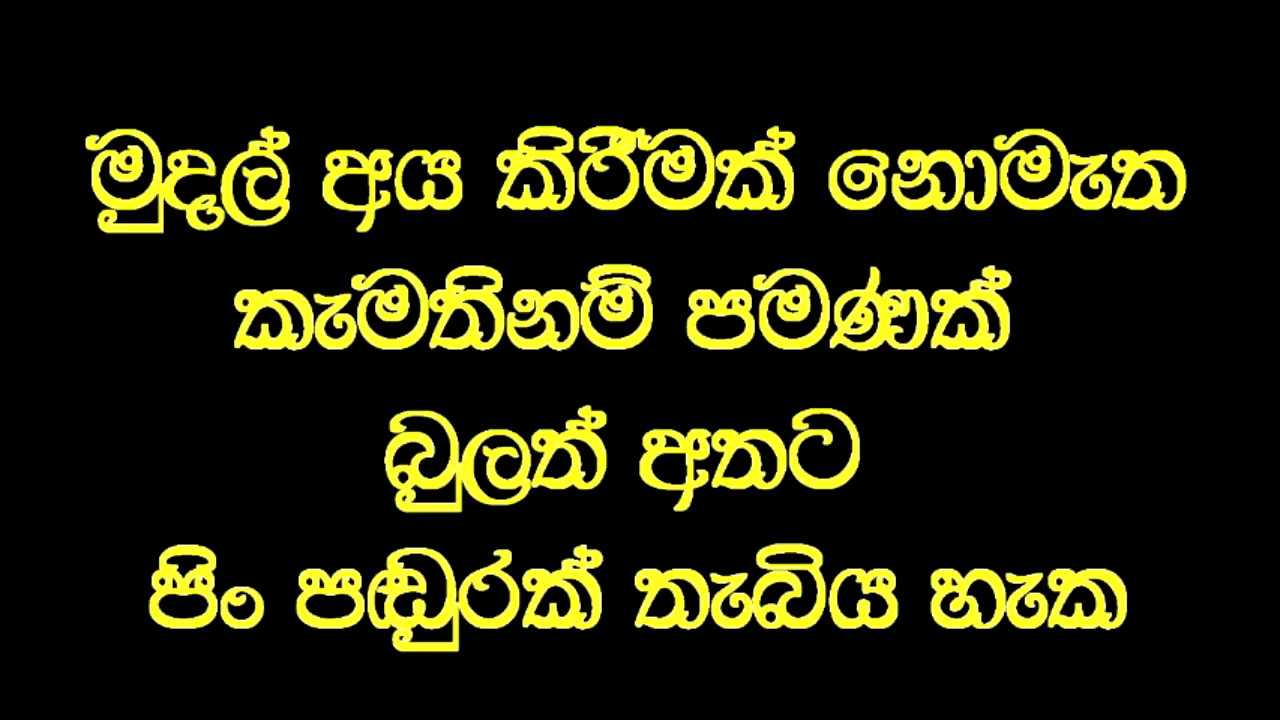 මුදල් අය කිරීමක් නොමැත
කැමතිනම් පමණක්
බුලත් අතට
පිං පඬුරක් තැබිය හැක